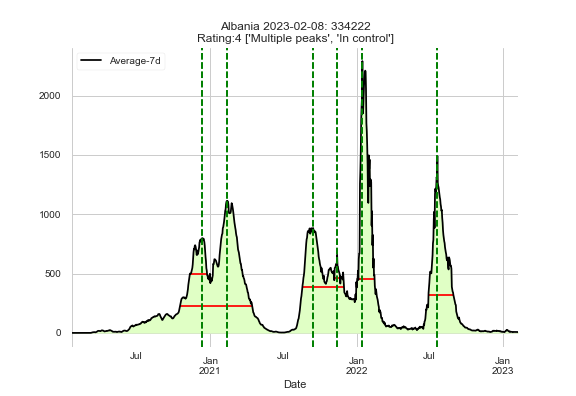 Albania 2023-02-08: 334222
Rating:4 ['Multiple peaks', 'In control']
Average-7d
2000
1500
1000
500
0
Jul
Jan
2021
Jul
Jan
2022
Jul
Jan
2023
Date